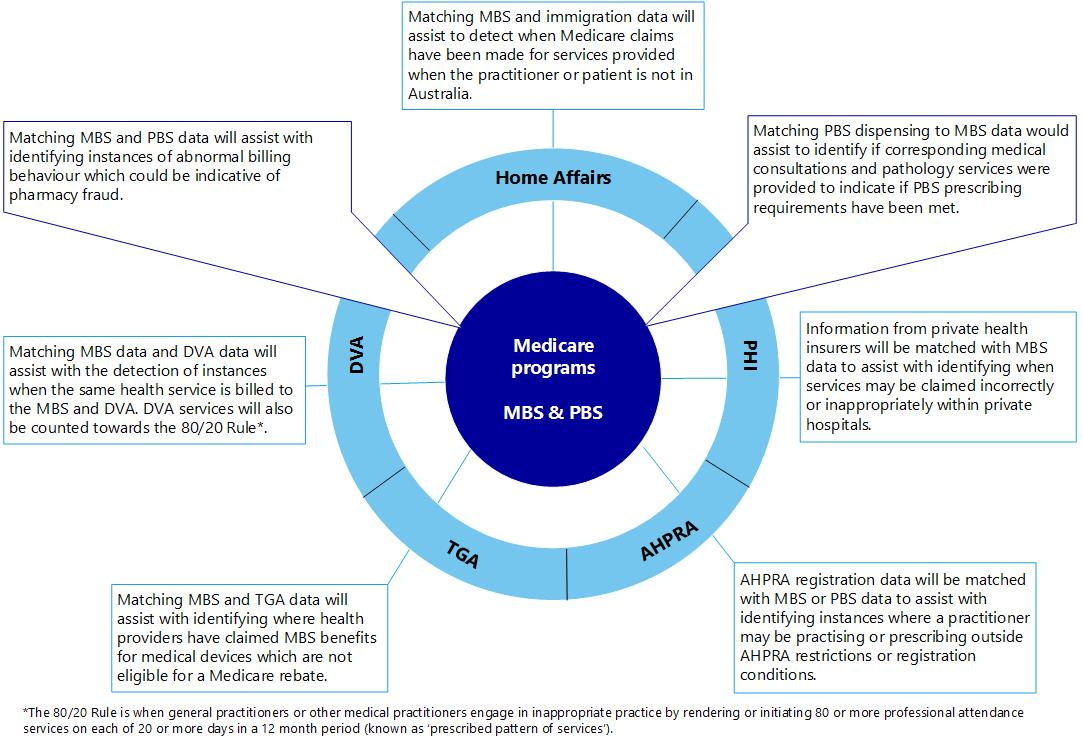 Matching MBS and immigration data will
assist to detect when Medicare claims
have been made for services provided
when the practitioner or patient is not in
Australia.
Matching MBS and PBS data will assist with
identifying instances of abnormal billing
behaviour which could be indicative of
pharmacy fraud.
Matching PBS dispensing to MBS data would
assist to identify if corresponding medical
consultations and pathology services were
provided to indicate if PBS prescribing
requirements have been met.
Home Affairs
DVA
PHI
Medicare
programs
MBS & PBS
Matching MBS data and DVA data will
assist with the detection of instances
when the same health service is billed to
the MBS and DVA. DVA services will also
be counted towards the 80/20 Rule*.
Information from private health
insurers will be matched with MBS
data to assist with identifying when
services may be claimed incorrectly
or inappropriately within private
hospitals.
TGA
AHPRA
Matching MBS and TGA data will
assist with identifying where health
providers have claimed MBS benefits
for medical devices which are not
eligible for a Medicare rebate.
AHPRA registration data will be matched
with MBS or PBS data to assist with
identifying instances where a practitioner
may be practising or prescribing outside
AHPRA restrictions or registration
conditions.
*The 80/20 Rule is when general practitioners or other medical practitioners engage in inappropriate practice by rendering or initiating 80 or more professional attendance
services on each of 20 or more days in a 12 month period (known as ‘prescribed pattern of services’).